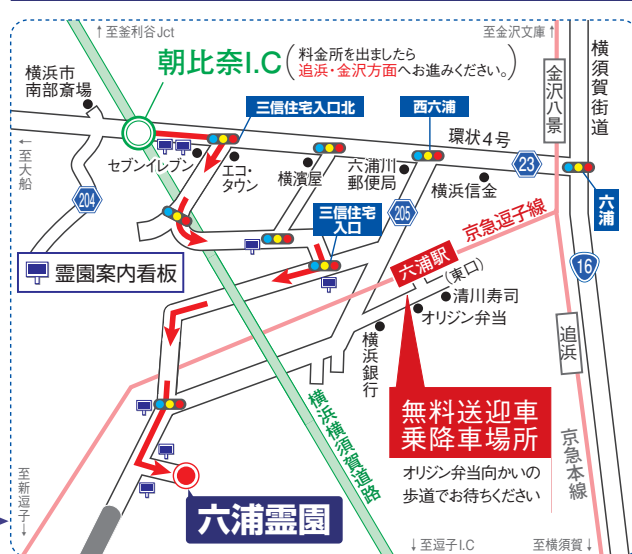 ↑至釜利谷Jct
至金沢文庫↑
朝比奈I.C
料金所を出ましたら
追浜・金沢方面へお進みください。
横須賀街道
金沢八景
横浜市
南部斎場
三信住宅入口北
西六浦
環状4号
←至大船
セブンイレブン
エコ・
タウン
横濱屋
六浦川
郵便局
横浜信金
23
六浦
204
205
三信住宅
入口
京急逗子線
16
霊園案内看板
六浦駅
(東口)
清川寿司
オリジン弁当
横浜銀行
追浜
無料送迎車
乗降車場所
オリジン弁当向かいの
歩道でお待ちください
横浜横須賀道路
京急本線
至新逗子↓
六浦霊園
↓至逗子I.C
至横須賀↓